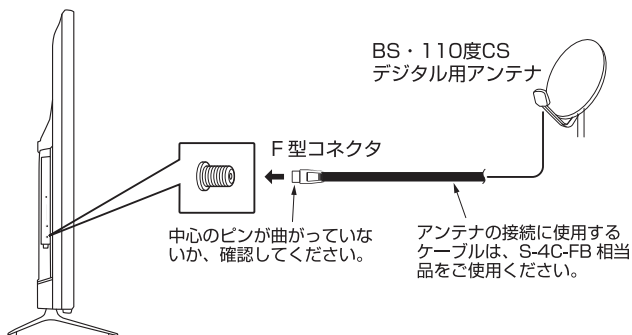 BS・110度CS
デジタル用アンテナ
F型コネクタ
中心のピンが曲がっていな
いか、確認してください。
アンテナの接続に使用する
ケーブルは、S-4C-FB 相当
品をご使用ください。